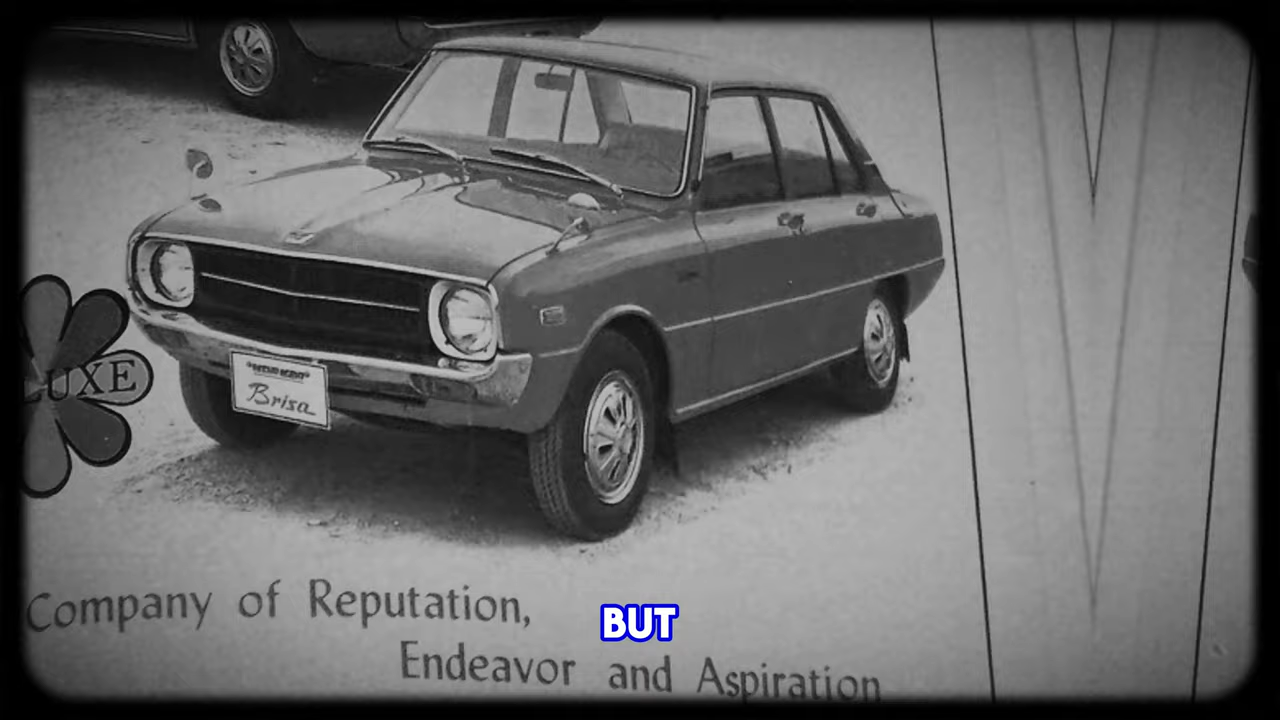 LUXE
Brisa
Company of Reputation,
BUT
Endeavor and Aspiration